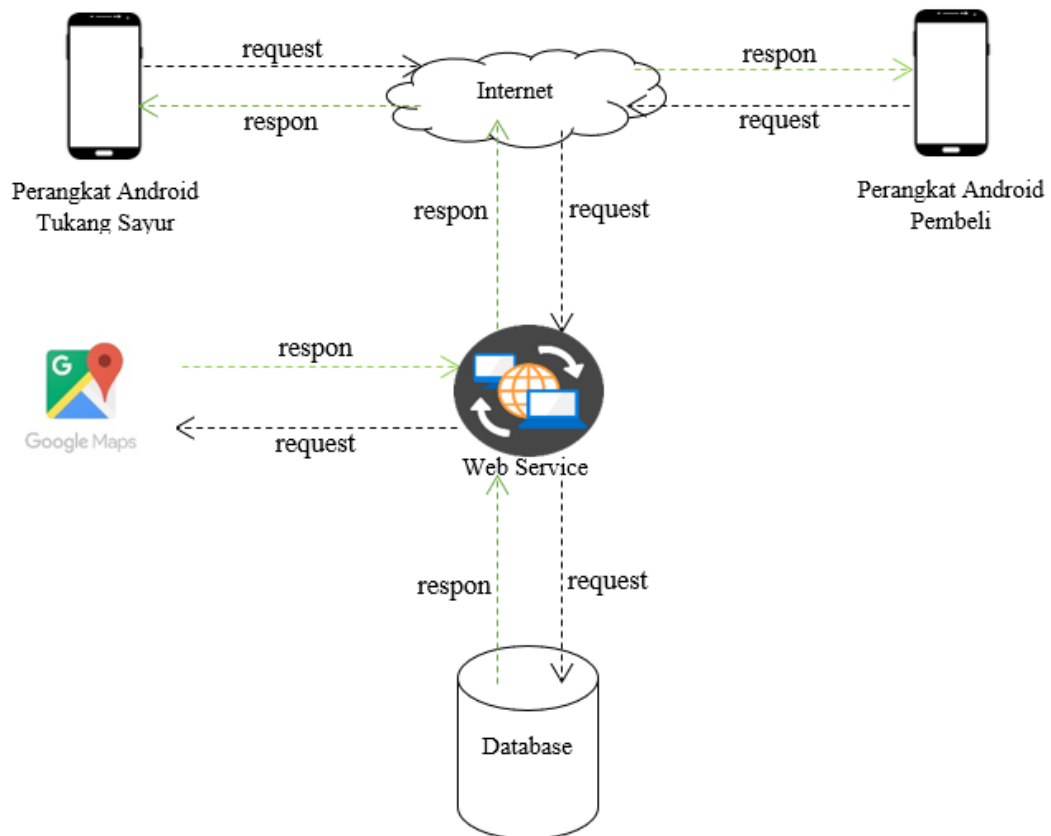 request
respon
Internet
respon
request
Perangkat Android
Tukang Sayur
Perangkat Android
Pembeli
respon
request
respon
G
Google Maps
request
Web Service
respon
request
Database